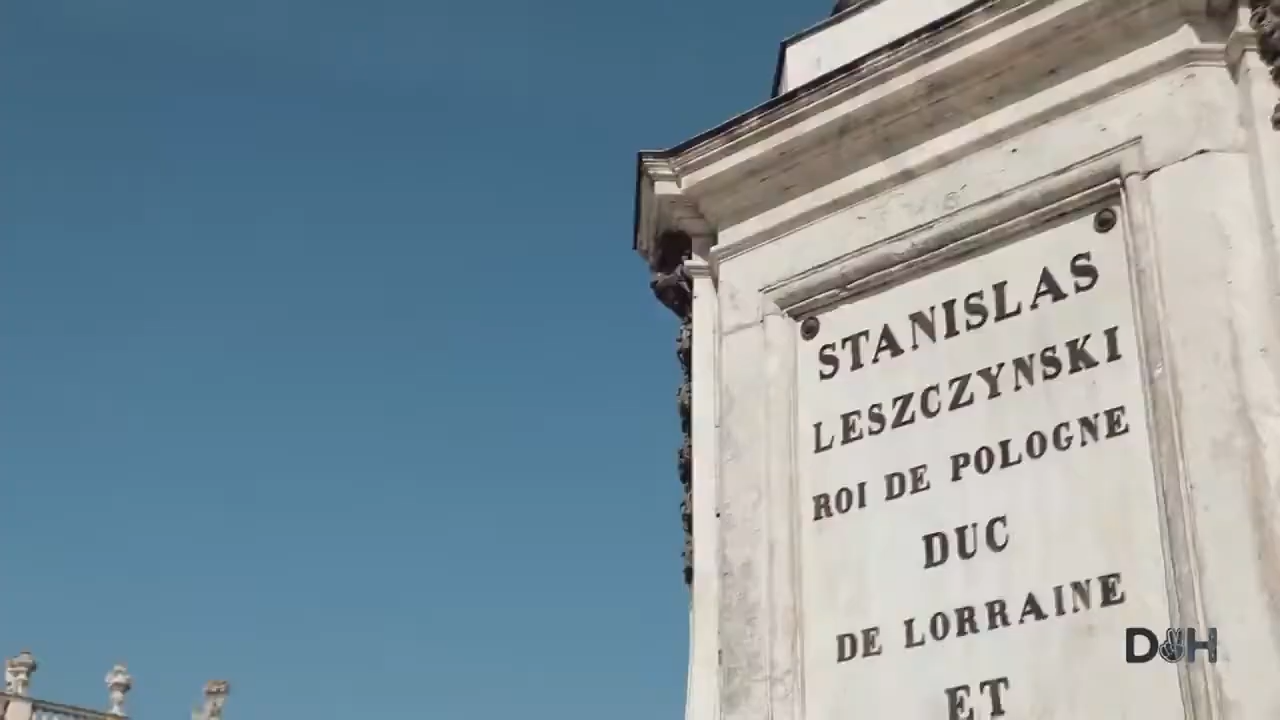 STANISLAS
LESZCZYNSKI
ROI DE POLOGNE
DUC
DE LORRAINE
ET
D&H